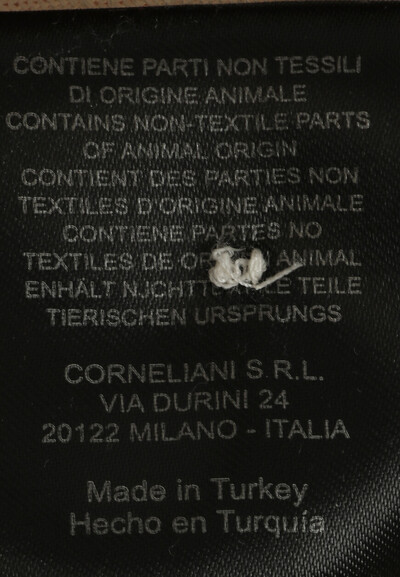 CONTIENE PARTI NON TESSILI
DI ORIGINE ANIMALE
CONTAINS NON-TEXTILE PARTS
OF ANIMAL ORIGIN
CONTIENT DES PARTIES NON
TEXTILES D'ORIGINE ANIMALE
CONTIENE PARTES NO
TEXTILES DE ANIMAL
ENHÄLT TEILE
TIERISCHEN URSPRUNGS
CORNELIANI S.R.L.
VIA DURINI 24
20122 MILANO - ITALIA
Made in Turkey
Hecho en Turquía